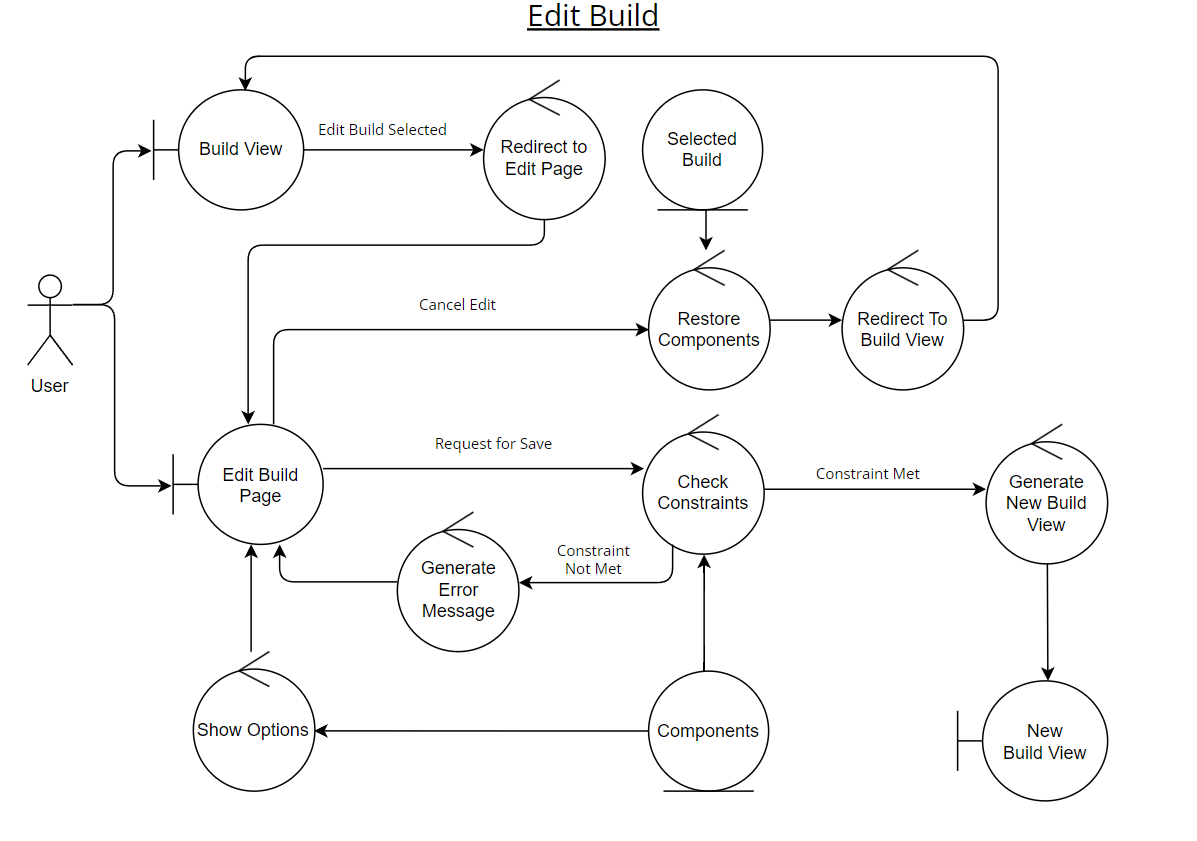 Edit Build
Build View
Edit Build Selected
Redirect to
Edit Page
Selected
Build
Cancel Edit
Restore
Components
Redirect To
Build View
User
Edit Build
Page
Request for Save
Check
Constraints
Constraint Met
Generate
New Build
View
Generate
Error
Message
Constraint
Not Met
Show Options
Components
New
Build View